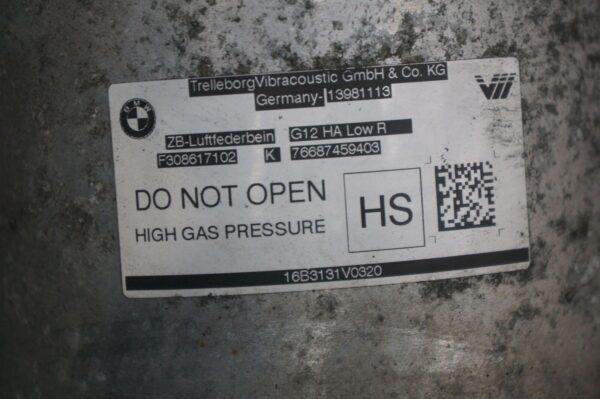 TrelleborgVibracoustic GmbH & Co. KG
Germany- 13981113
BMW
ZB-Luftfederbein G12 HA Low R
F308617102 K 76687459403
DO NOT OPEN
HIGH GAS PRESSURE
HS
16B3131V0320